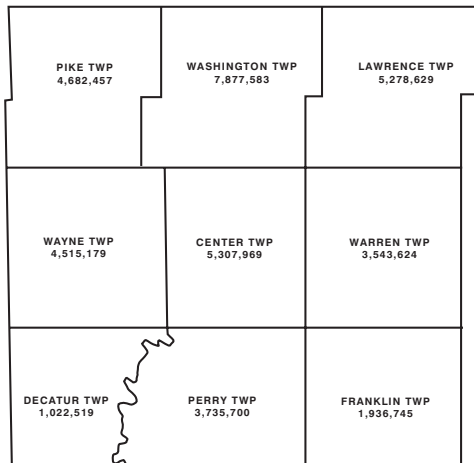 PIKE TWP
4,682,457
WASHINGTON TWP
7,877,583
LAWRENCE TWP
5,278,629
WAYNE TWP
4,515,179
CENTER TWP
5,307,969
WARREN TWP
3,543,624
DECATUR TWP
1,022,519
PERRY TWP
3,735,700
FRANKLIN TWP
1,936,745